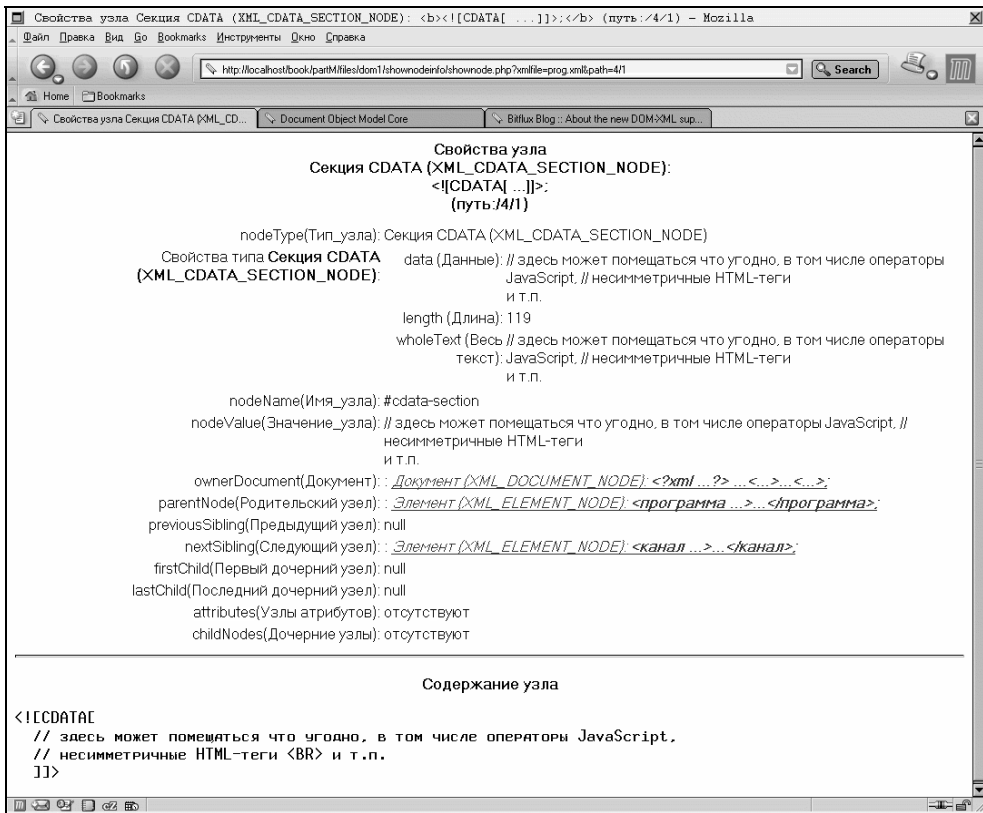 Свойства узла Секция CDATA (XML_CDATA_SECTION_NODE): <b><![CDATA[ ...]]>;</b> (путь:/4/1) – Mozilla
Файл Правка Вид Go Bookmarks Инструменты Окно Справка
http://localhost/book/partM/files/dom1/shownodeinfo/shownode.php?xmlfile=prog.xml&path=4/1
Search
Home Bookmarks
Свойства узла Секция CDATA (XML_CD... Document Object Model Core Bitflux Blog :: About the new DOM-XML sup...
Свойства узла
Секция CDATA (XML_CDATA_SECTION_NODE):
<![CDATA[ ...]]>;
(путь:/4/1)
nodeType(Тип_узла): Секция CDATA (XML_CDATA_SECTION_NODE)
Свойства типа Секция CDATA (XML_CDATA_SECTION_NODE):
data (Данные): // здесь может помещаться что угодно, в том числе операторы
JavaScript, // несимметричные HTML-теги
и т.п.
length (Длина): 119
wholeText (Весь текст): // здесь может помещаться что угодно, в том числе операторы
JavaScript, // несимметричные HTML-теги
и т.п.
nodeName(Имя_узла): #cdata-section
nodeValue(Значение_узла): // здесь может помещаться что угодно, в том числе операторы JavaScript, //
несимметричные HTML-теги
и т.п.
ownerDocument(Документ): : Документ (XML_DOCUMENT_NODE): <?xml ...?> ...<...>...<...>;
parentNode(Родительский узел): : Элемент (XML_ELEMENT_NODE): <программа ...>...</программа>;
previousSibling(Предыдущий узел): null
nextSibling(Следующий узел): : Элемент (XML_ELEMENT_NODE): <канал ...>...</канал>;
firstChild(Первый дочерний узел): null
lastChild(Последний дочерний узел): null
attributes(Узлы атрибутов): отсутствуют
childNodes(Дочерние узлы): отсутствуют
Содержание узла
<![CDATA[
// здесь может помещаться что угодно, в том числе операторы JavaScript,
// несимметричные HTML-теги <BR> и т.п.
]]>